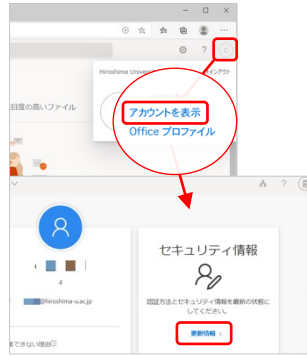 Hiroshima Univers
インアウト
目度の高いファイル
アカウントを表示
Office プロファイル
?
セキュリティ情報
4
@hiroshima-u.ac.jp
認証方法とセキュリティ情報を最新の状態に
してください。
更新情報 >
できない理由